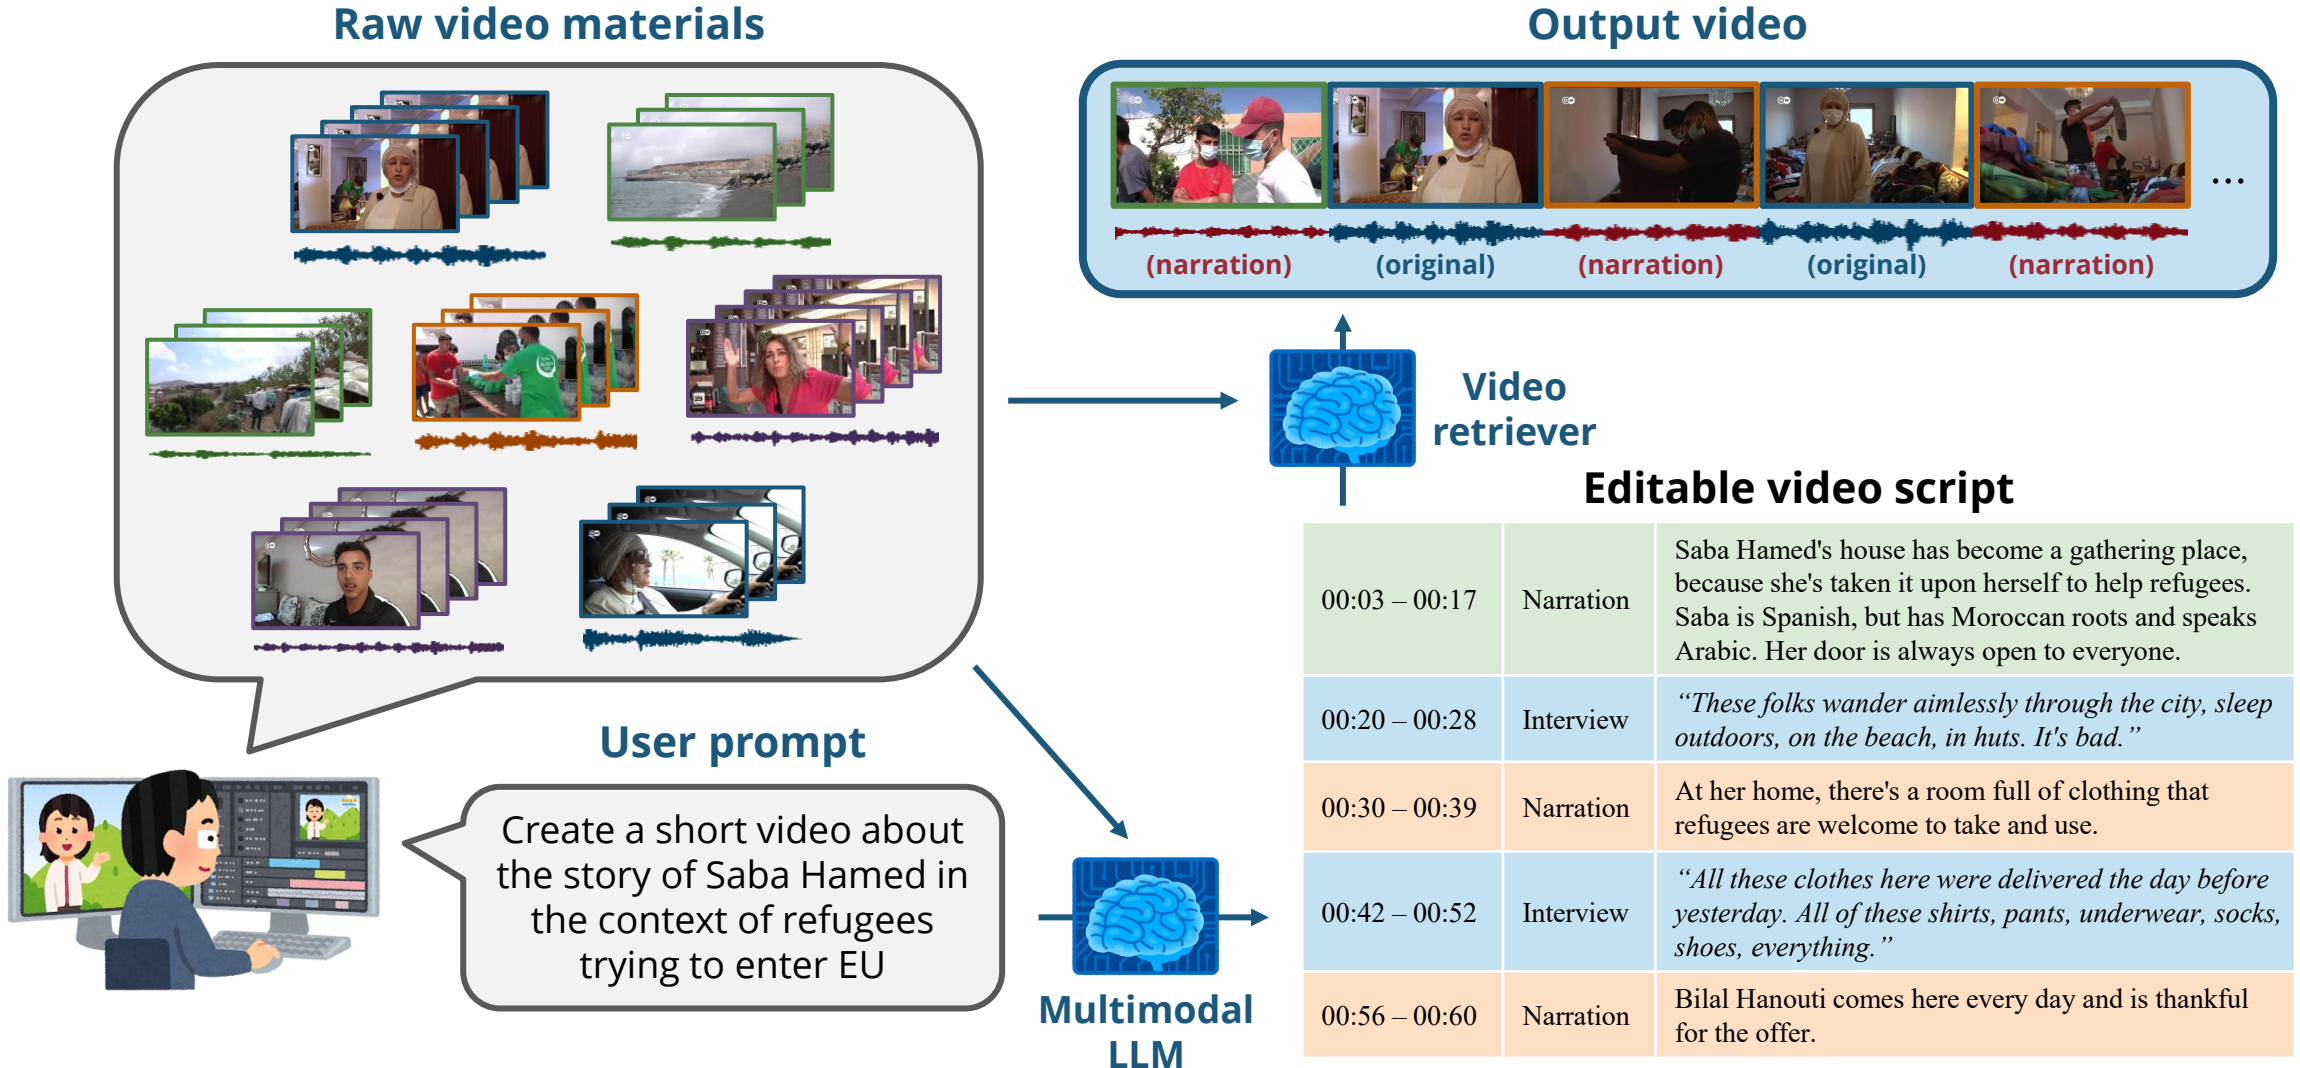 Raw video materials
Output video
(narration)
(original)
(narration)
(original)
(narration)
...
29
Video
retriever
Editable video script
00:03 – 00:17
Narration
Saba Hamed's house has become a gathering place,
because she's taken it upon herself to help refugees.
Saba is Spanish, but has Moroccan roots and speaks
Arabic. Her door is always open to everyone.
00:20 – 00:28
Interview
“These folks wander aimlessly through the city, sleep
outdoors, on the beach, in huts. It's bad.”
00:30 – 00:39
Narration
At her home, there's a room full of clothing that
refugees are welcome to take and use.
00:42 – 00:52
Interview
“All these clothes here were delivered the day before
yesterday. All of these shirts, pants, underwear, socks,
shoes, everything.”
00:56 – 00:60
Narration
Bilal Hanouti comes here every day and is thankful
for the offer.
User prompt
Create a short video about
the story of Saba Hamed in
the context of refugees
trying to enter EU
Multimodal
LLM